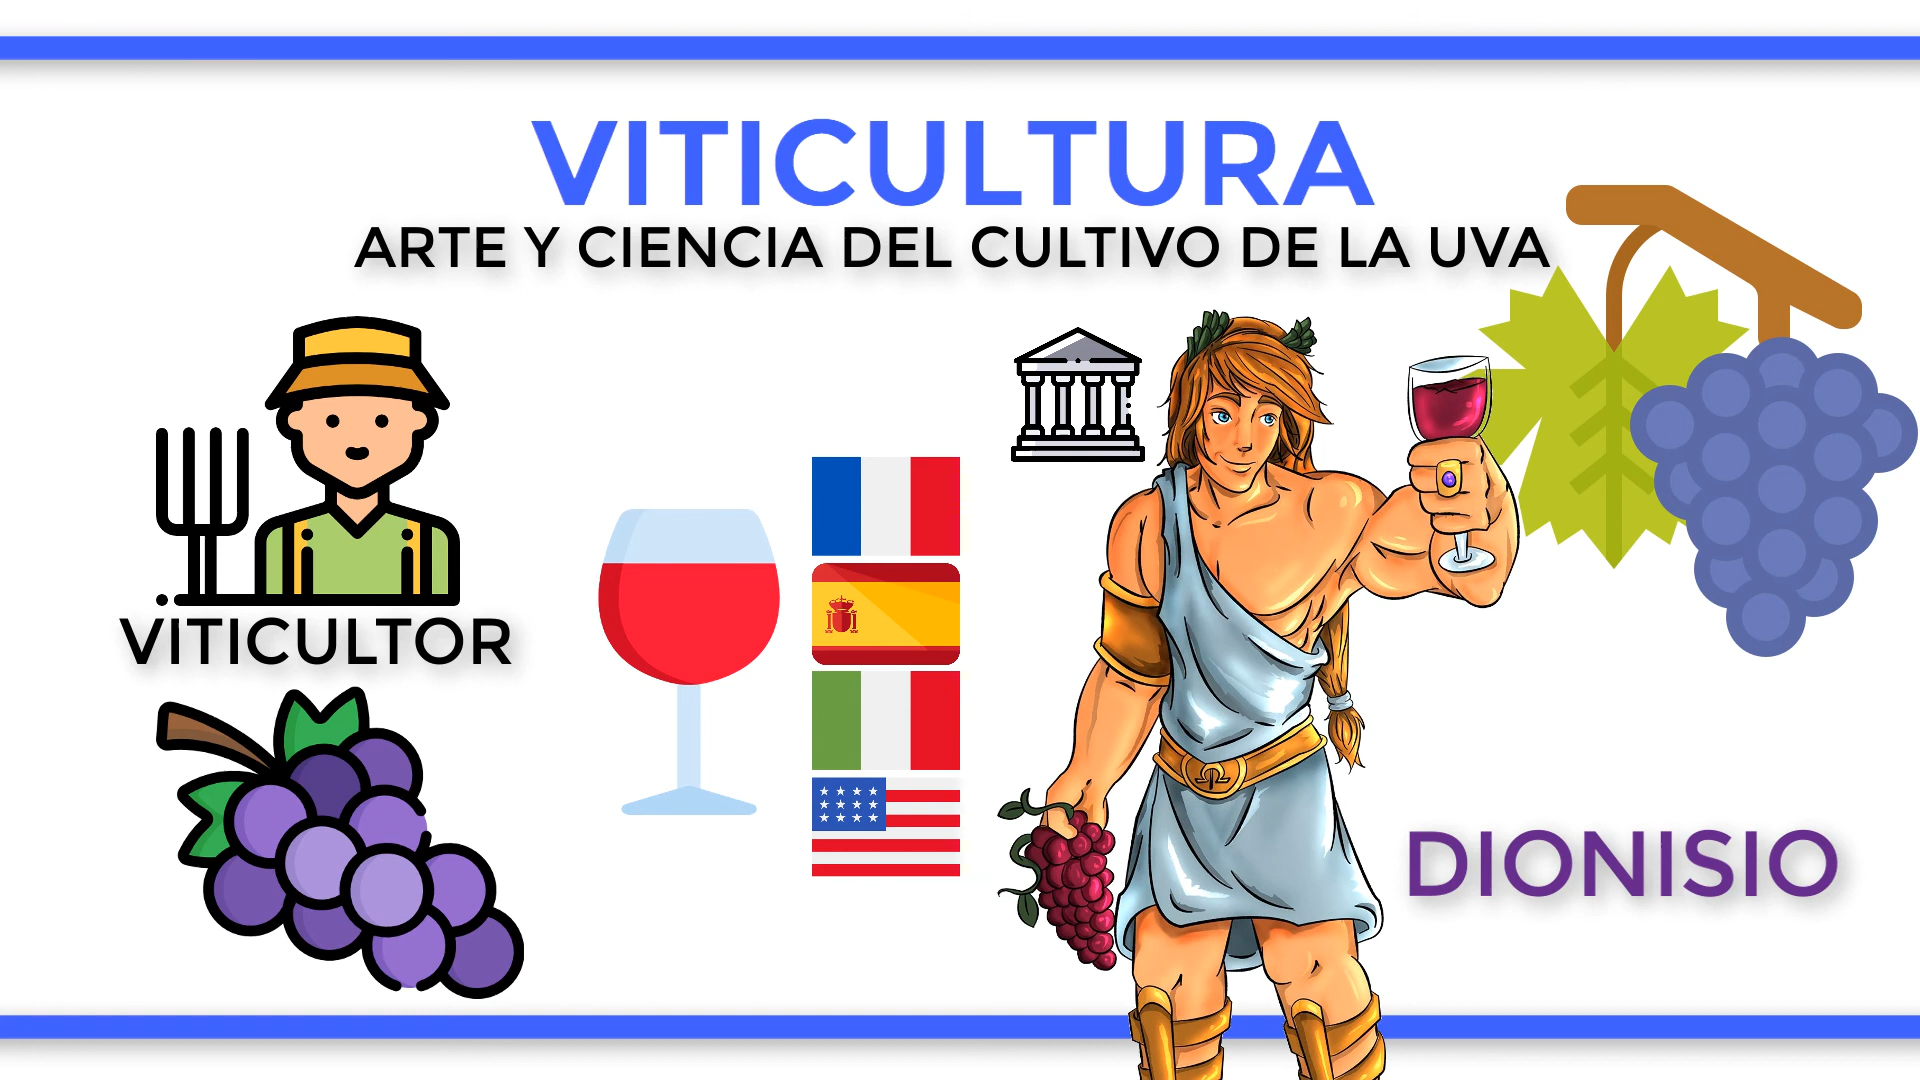 VITICULTURA
ARTE Y CIENCIA DEL CULTIVO DE LA UVA
VITICULTOR
DIONISIO